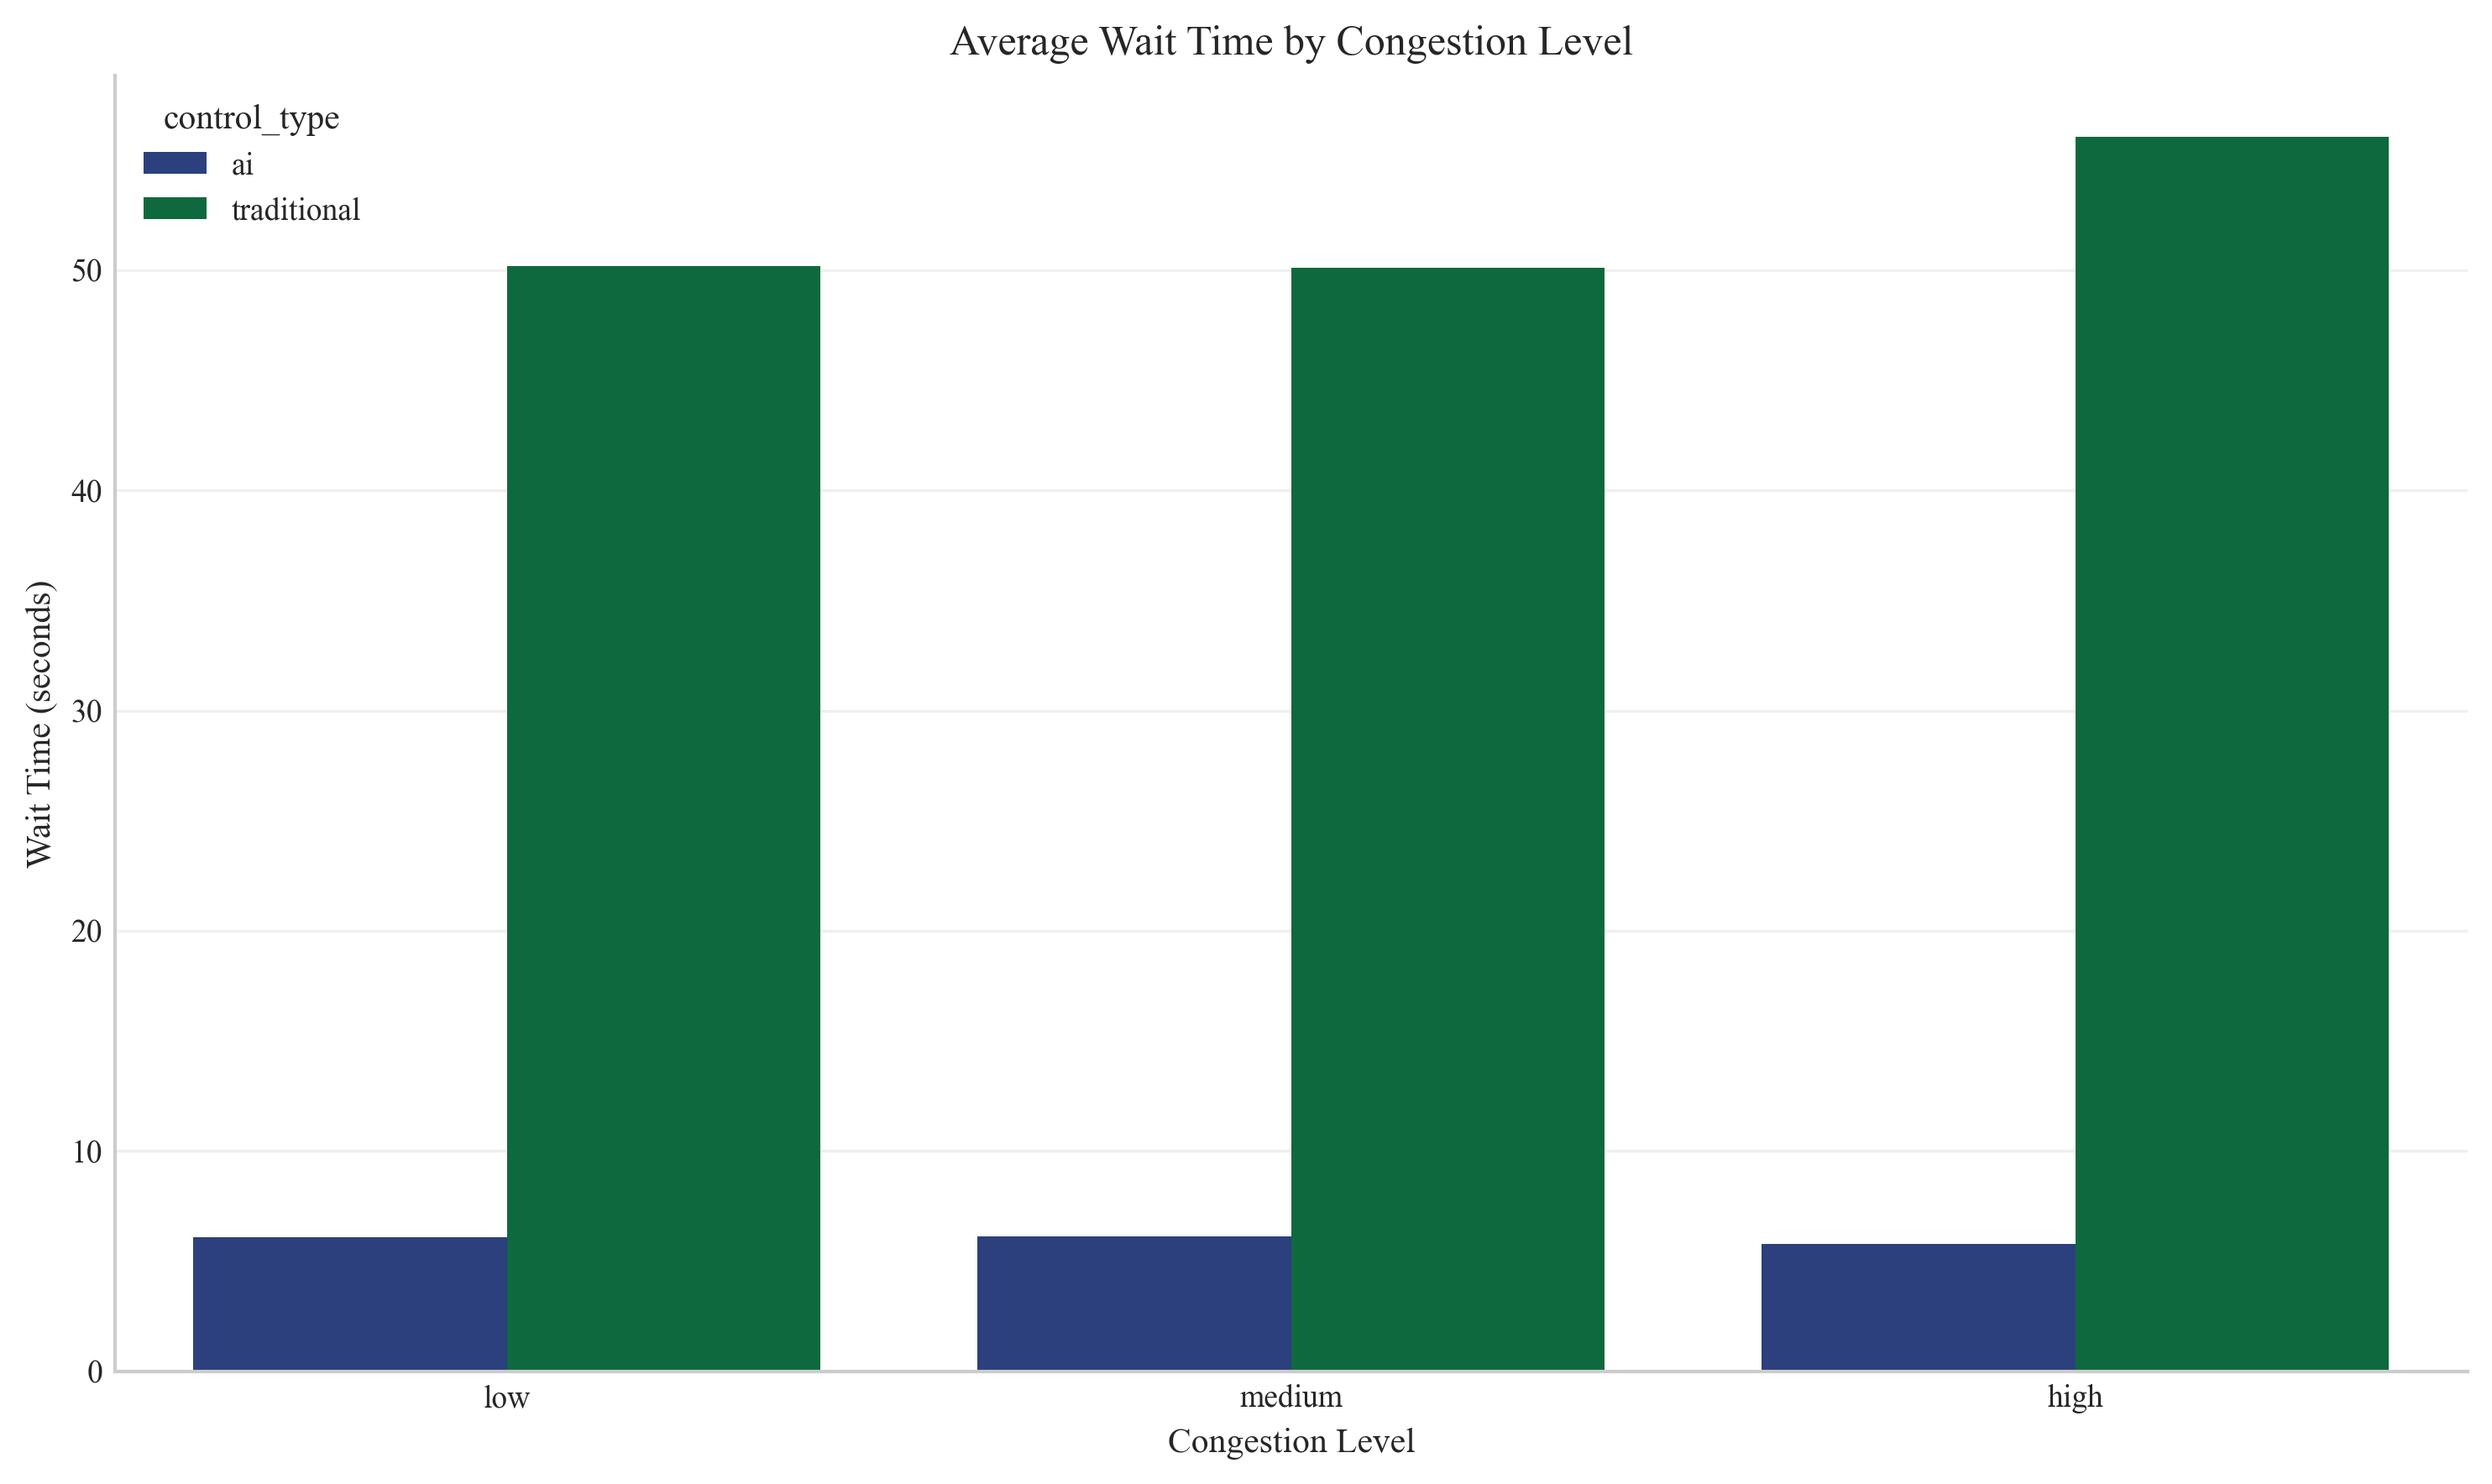 Average Wait Time by Congestion Level
control_type
ai
traditional
50
40
30
20
10
0
Wait Time (seconds)
low medium high
Congestion Level